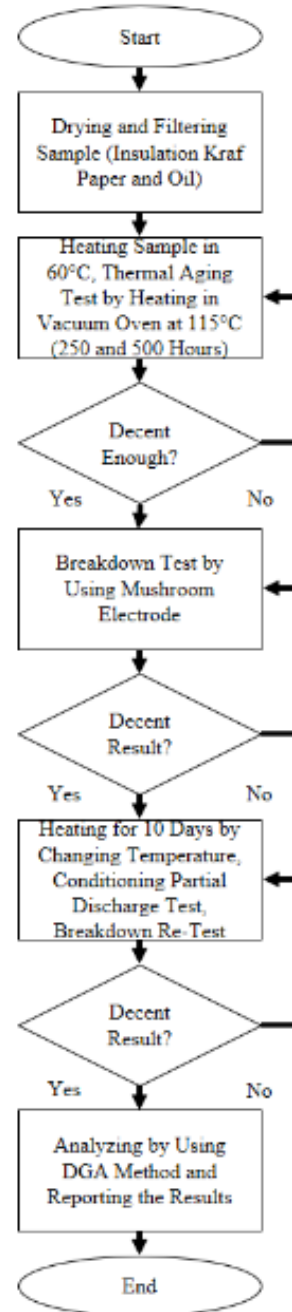 Start
Drying and Filtering
Sample (Insulation Kraf
Paper and Oil)
Heating Sample in
60°C, Thermal Aging
Test by Heating in
Vacuum Oven at 115°C
(250 and 500 Hours)
Decent
Enough?
Yes No
Breakdown Test by
Using Mushroom
Electrode
Decent
Result?
Yes No
Heating for 10 Days by
Changing Temperature,
Conditioning Partial
Discharge Test,
Breakdown Re-Test
Decent
Result?
Yes No
Analyzing by Using
DGA Method and
Reporting the Results
End